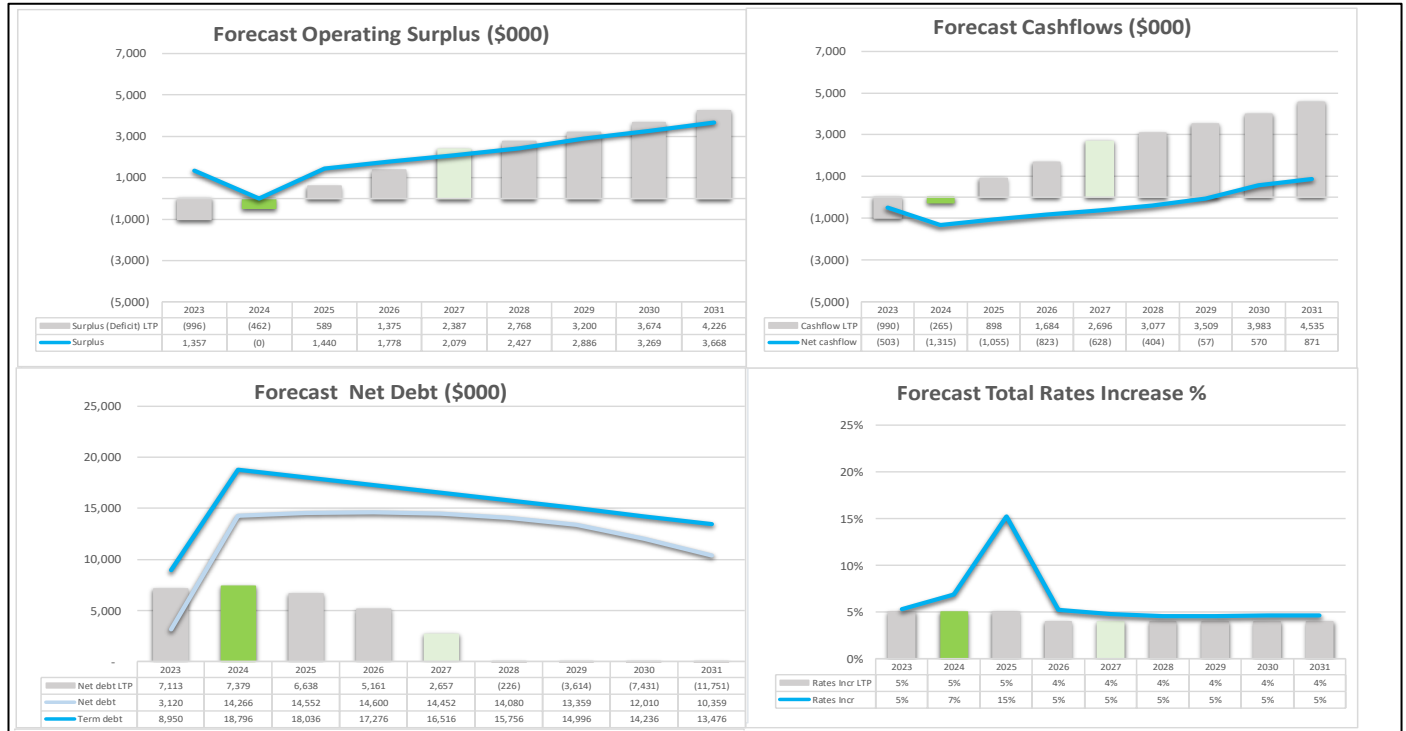 Forecast Operating Surplus ($000)
7,000
5,000
3,000
1,000
(1,000)
(3,000)
(5,000)
2023 2024 2025 2026 2027 2028 2029 2030 2031
Surplus (Deficit) LTP (996) (462) 589 1,375 2,387 2,768 3,200 3,674 4,226
Surplus 1,357 (0) 1,440 1,778 2,079 2,427 2,886 3,269 3,668
Forecast Cashflows ($000)
7,000
5,000
3,000
1,000
(1,000)
(3,000)
(5,000)
2023 2024 2025 2026 2027 2028 2029 2030 2031
Cashflow LTP (990) (265) 898 1,684 2,696 3,077 3,509 3,983 4,535
Net cashflow (503) (1,315) (1,055) (823) (628) (404) (57) 570 871
Forecast Net Debt ($000)
25,000
20,000
15,000
10,000
5,000
-
2023 2024 2025 2026 2027 2028 2029 2030 2031
Net debt LTP 7,113 7,379 6,638 5,161 2,657 (226) (3,614) (7,431) (11,751)
Net debt 3,120 14,266 14,552 14,600 14,452 14,080 13,359 12,010 10,359
Term debt 8,950 18,796 18,036 17,276 16,516 15,756 14,996 14,236 13,476
Forecast Total Rates Increase %
25%
20%
15%
10%
5%
0%
2023 2024 2025 2026 2027 2028 2029 2030 2031
Rates Incr LTP 5% 5% 5% 4% 4% 4% 4% 4% 4%
Rates Incr 5% 7% 15% 5% 5% 5% 5% 5% 5%